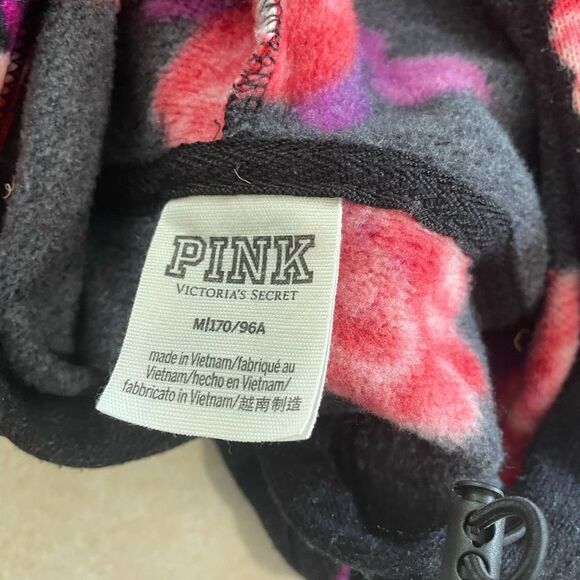 PINK
VICTORIA'S SECRET
M|170/96A
made in Vietnam/fabriqué au
Vietnam/hecho en Vietnam/
fabbricato in Vietnam/越南制造